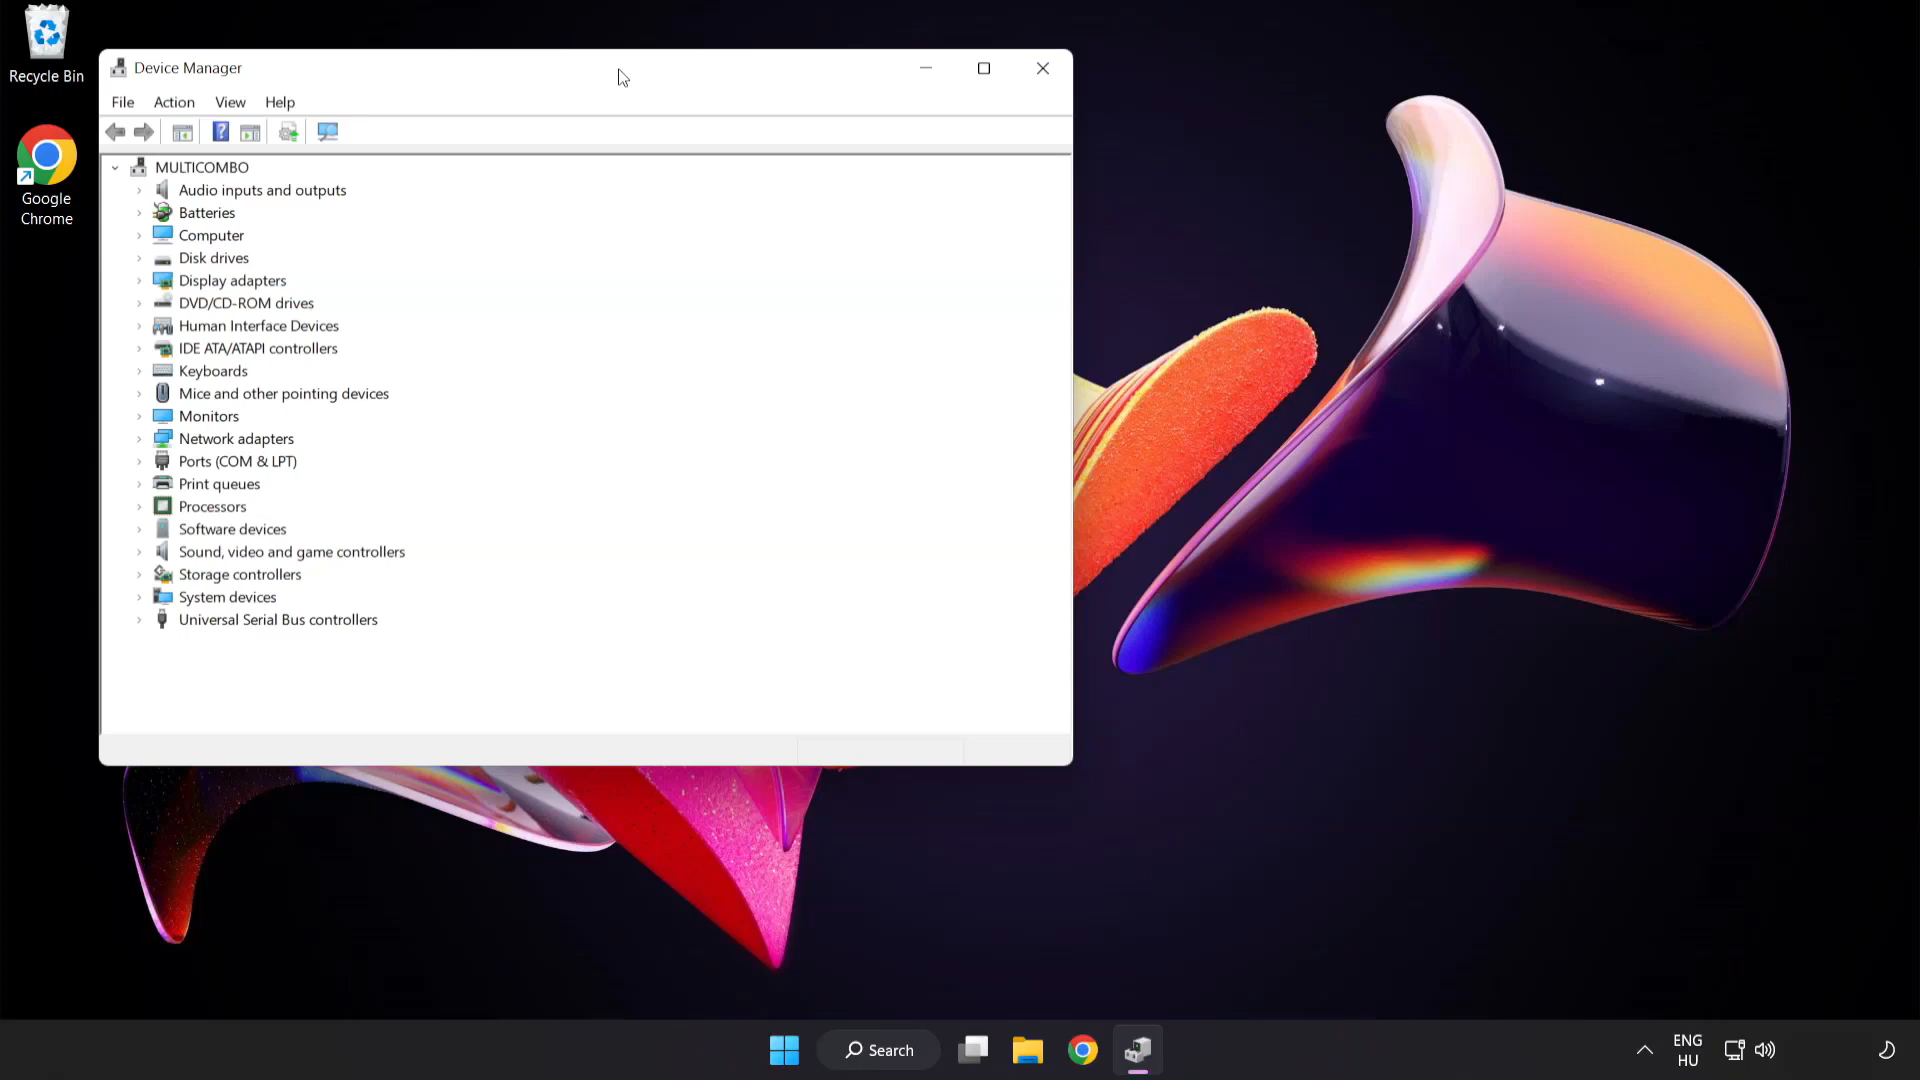 Recycle Bin
Google
Chrome
Device Manager
File Action View Help
MULTICOMBO
Audio inputs and outputs
Batteries
Computer
Disk drives
Display adapters
DVD/CD-ROM drives
Human Interface Devices
IDE ATA/ATAPI controllers
Keyboards
Mice and other pointing devices
Monitors
Network adapters
Ports (COM & LPT)
Print queues
Processors
Software devices
Sound, video and game controllers
Storage controllers
System devices
Universal Serial Bus controllers
Search
ENG
HU